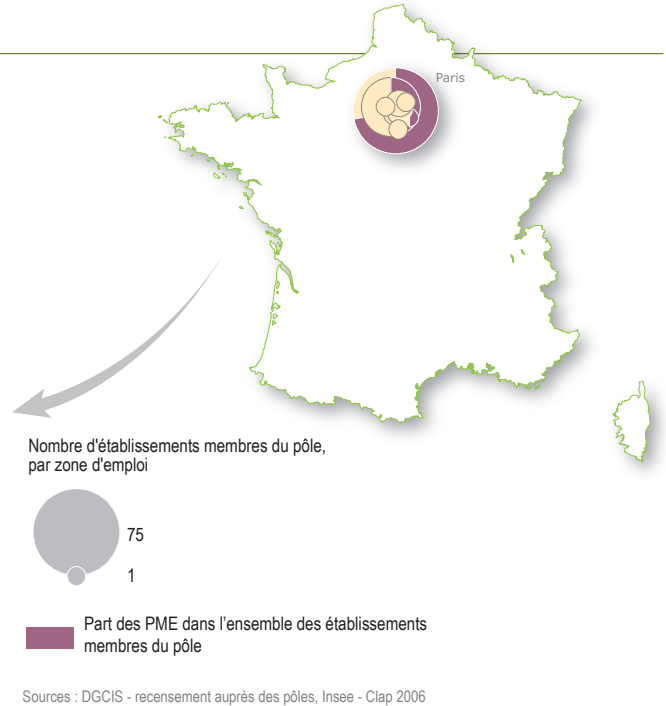 Paris
Nombre d'établissements membres du pôle,
par zone d'emploi
75
1
Part des PME dans l’ensemble des établissements
membres du pôle
Sources : DGCIS - recensement auprès des pôles, Insee - Clap 2006